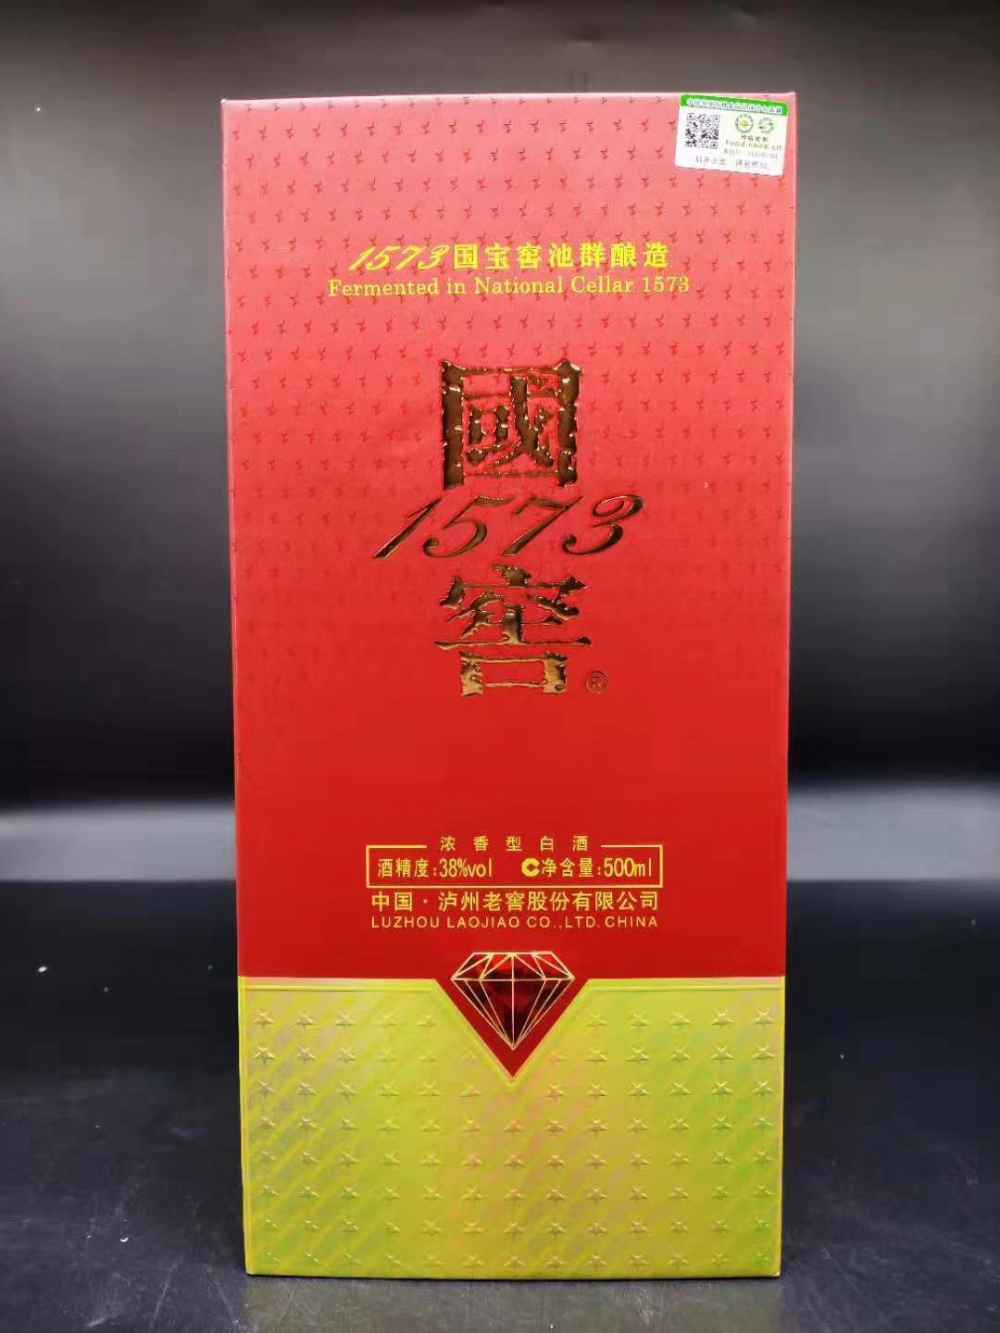 1573国宝窖池群酿造
Fermented in National Cellar 1573
國
1573
窖®
浓香型白酒
酒精度:38%vol C净含量:500ml
中国·泸州老窖股份有限公司
LUZHOU LAOJIAO CO.,LTD.CHINA